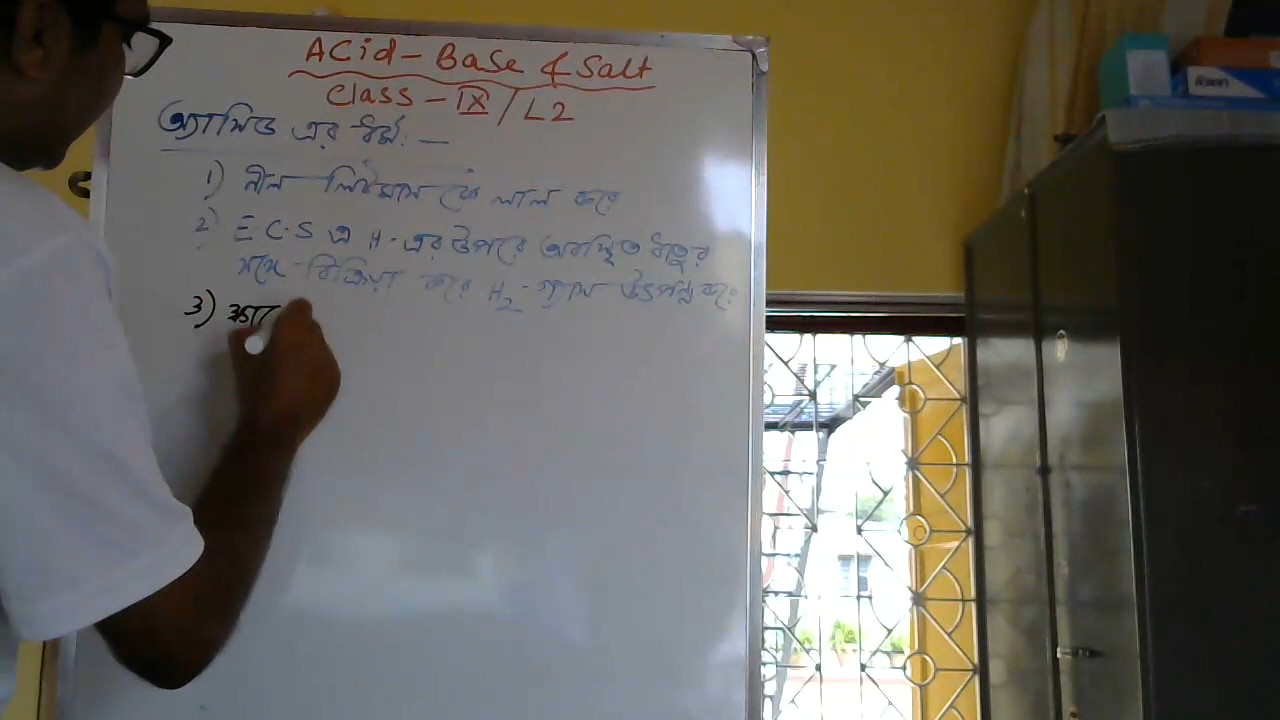 ACid - Base & Salt
Class - IX / L2
অ্যাসিড এর ধর্ম: —
1) নীল লিটমাস কে লাল করে
2) E.C.S এ H-এর উপরে অবস্থিত ধাতুর
সঙ্গে বিক্রিয়া করে H2-গ্যাস উৎপন্ন করে
3)